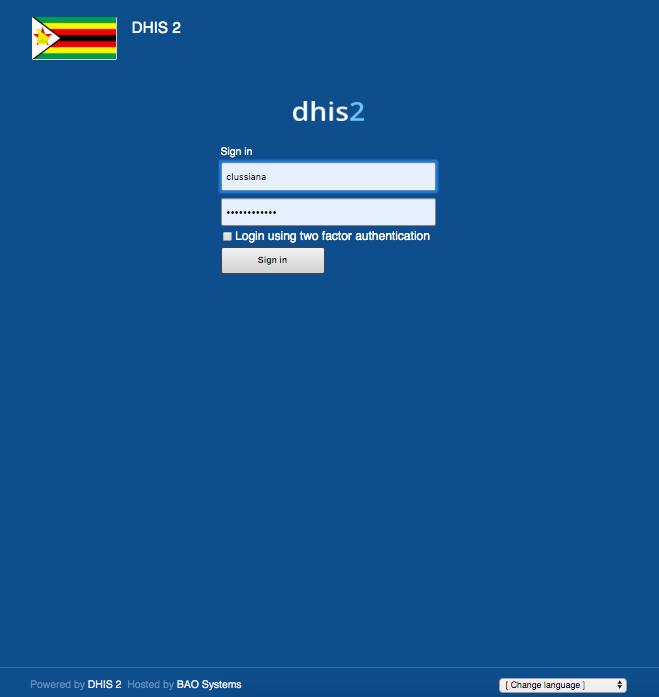 DHIS 2
dhis2
Sign in
clussiana
••••••••••••
Login using two factor authentication
Sign in
Powered by DHIS 2 Hosted by BAO Systems
[ Change language ]